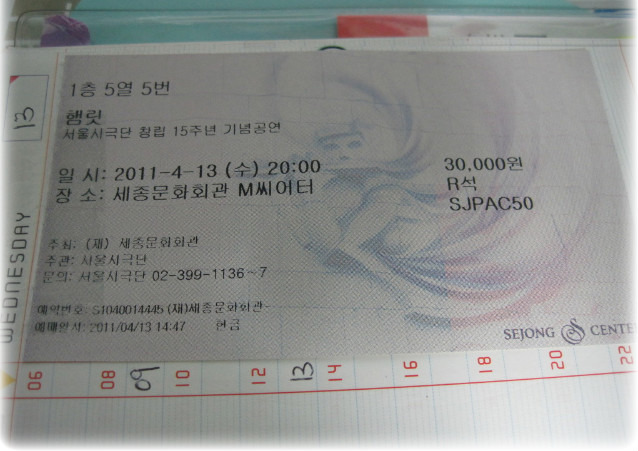 1층 5열 5번
햄릿
서울시극단 창립 15주년 기념공연
일 시: 2011-4-13 (수) 20:00
장 소: 세종문화회관 M씨어터
30,000원
R석
SJPAC50
주최: (재) 세종문화회관
주관: 서울시극단
문의: 서울시극단 02-399-1136~7
예약번호: S1040014445 (재)세종문화회관
예매일시: 2011/04/13 14:47 현금
SEJONG CENTE
13
WEDNESDAY
06 08 09 10 12 13 14 16 18 20 22